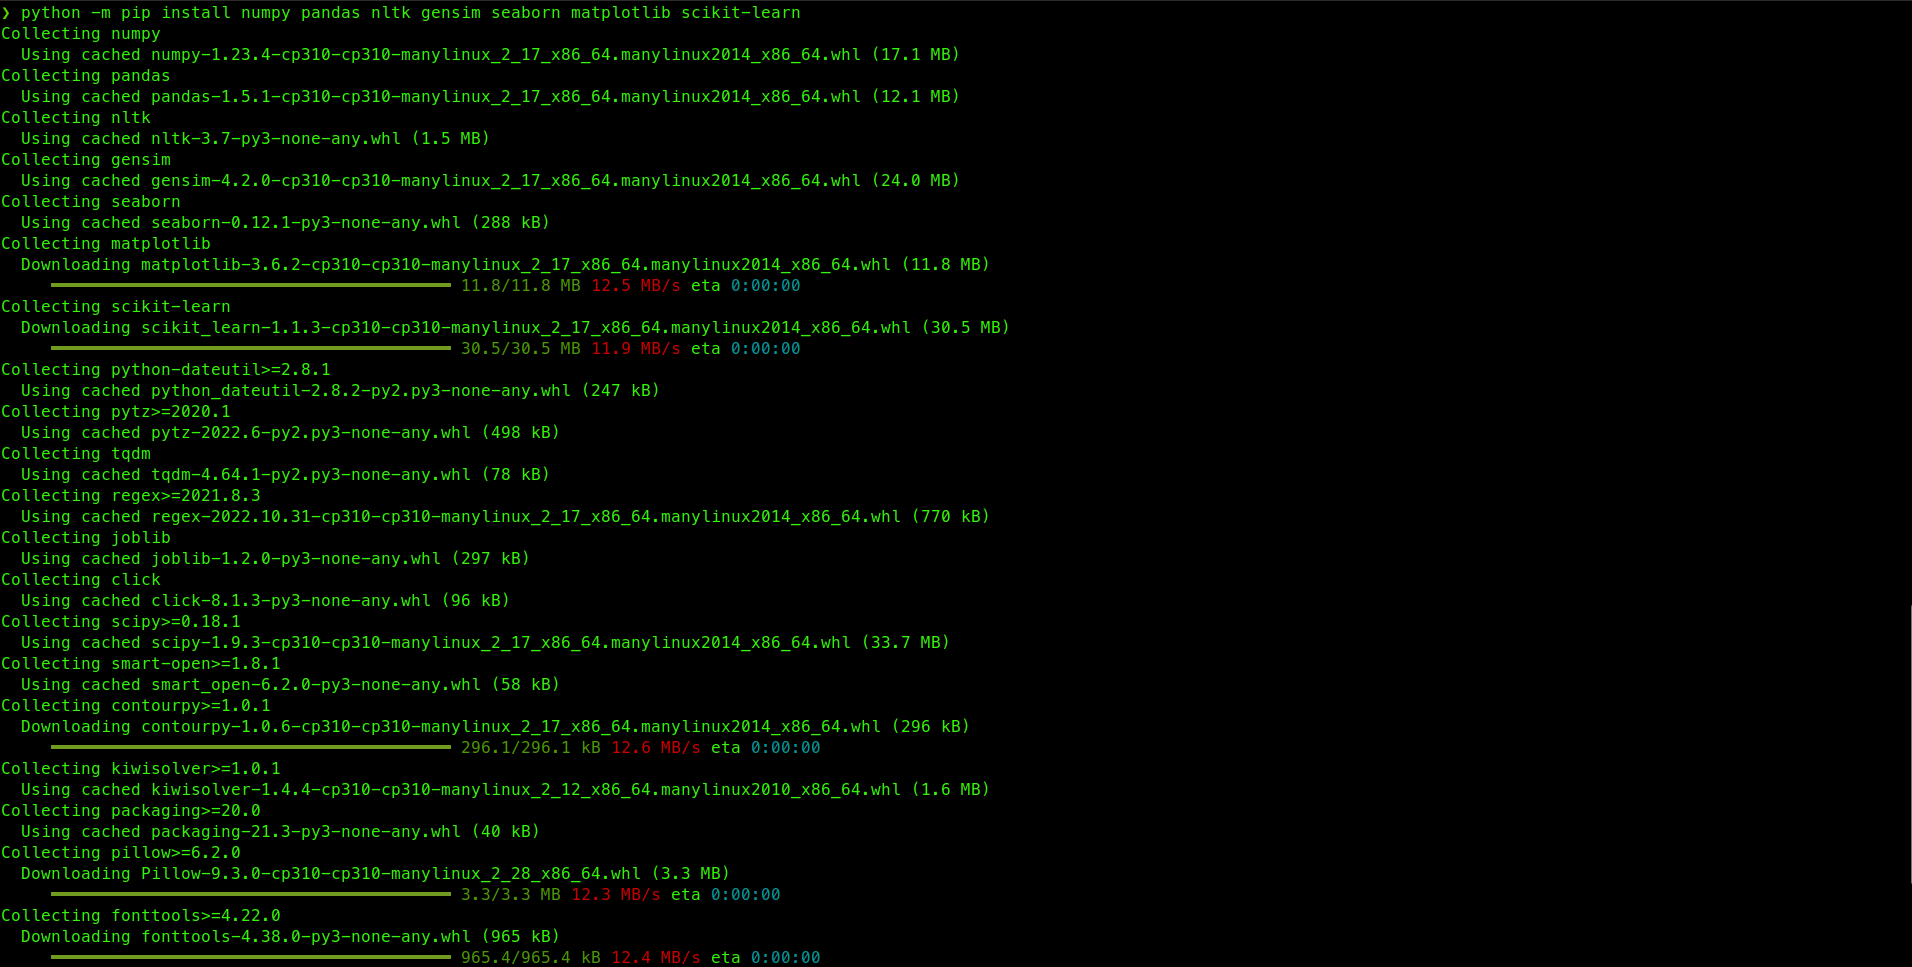 ❯ python -m pip install numpy pandas nltk gensim seaborn matplotlib scikit-learn
Collecting numpy
  Using cached numpy-1.23.4-cp310-cp310-manylinux_2_17_x86_64.manylinux2014_x86_64.whl (17.1 MB)
Collecting pandas
  Using cached pandas-1.5.1-cp310-cp310-manylinux_2_17_x86_64.manylinux2014_x86_64.whl (12.1 MB)
Collecting nltk
  Using cached nltk-3.7-py3-none-any.whl (1.5 MB)
Collecting gensim
  Using cached gensim-4.2.0-cp310-cp310-manylinux_2_17_x86_64.manylinux2014_x86_64.whl (24.0 MB)
Collecting seaborn
  Using cached seaborn-0.12.1-py3-none-any.whl (288 kB)
Collecting matplotlib
  Downloading matplotlib-3.6.2-cp310-cp310-manylinux_2_17_x86_64.manylinux2014_x86_64.whl (11.8 MB)
     11.8/11.8 MB 12.5 MB/s eta 0:00:00
Collecting scikit-learn
  Downloading scikit_learn-1.1.3-cp310-cp310-manylinux_2_17_x86_64.manylinux2014_x86_64.whl (30.5 MB)
     30.5/30.5 MB 11.9 MB/s eta 0:00:00
Collecting python-dateutil>=2.8.1
  Using cached python_dateutil-2.8.2-py2.py3-none-any.whl (247 kB)
Collecting pytz>=2020.1
  Using cached pytz-2022.6-py2.py3-none-any.whl (498 kB)
Collecting tqdm
  Using cached tqdm-4.64.1-py2.py3-none-any.whl (78 kB)
Collecting regex>=2021.8.3
  Using cached regex-2022.10.31-cp310-cp310-manylinux_2_17_x86_64.manylinux2014_x86_64.whl (770 kB)
Collecting joblib
  Using cached joblib-1.2.0-py3-none-any.whl (297 kB)
Collecting click
  Using cached click-8.1.3-py3-none-any.whl (96 kB)
Collecting scipy>=0.18.1
  Using cached scipy-1.9.3-cp310-cp310-manylinux_2_17_x86_64.manylinux2014_x86_64.whl (33.7 MB)
Collecting smart-open>=1.8.1
  Using cached smart_open-6.2.0-py3-none-any.whl (58 kB)
Collecting contourpy>=1.0.1
  Downloading contourpy-1.0.6-cp310-cp310-manylinux_2_17_x86_64.manylinux2014_x86_64.whl (296 kB)
     296.1/296.1 kB 12.6 MB/s eta 0:00:00
Collecting kiwisolver>=1.0.1
  Using cached kiwisolver-1.4.4-cp310-cp310-manylinux_2_12_x86_64.manylinux2010_x86_64.whl (1.6 MB)
Collecting packaging>=20.0
  Using cached packaging-21.3-py3-none-any.whl (40 kB)
Collecting pillow>=6.2.0
  Downloading Pillow-9.3.0-cp310-cp310-manylinux_2_28_x86_64.whl (3.3 MB)
     3.3/3.3 MB 12.3 MB/s eta 0:00:00
Collecting fonttools>=4.22.0
  Downloading fonttools-4.38.0-py3-none-any.whl (965 kB)
     965.4/965.4 kB 12.4 MB/s eta 0:00:00